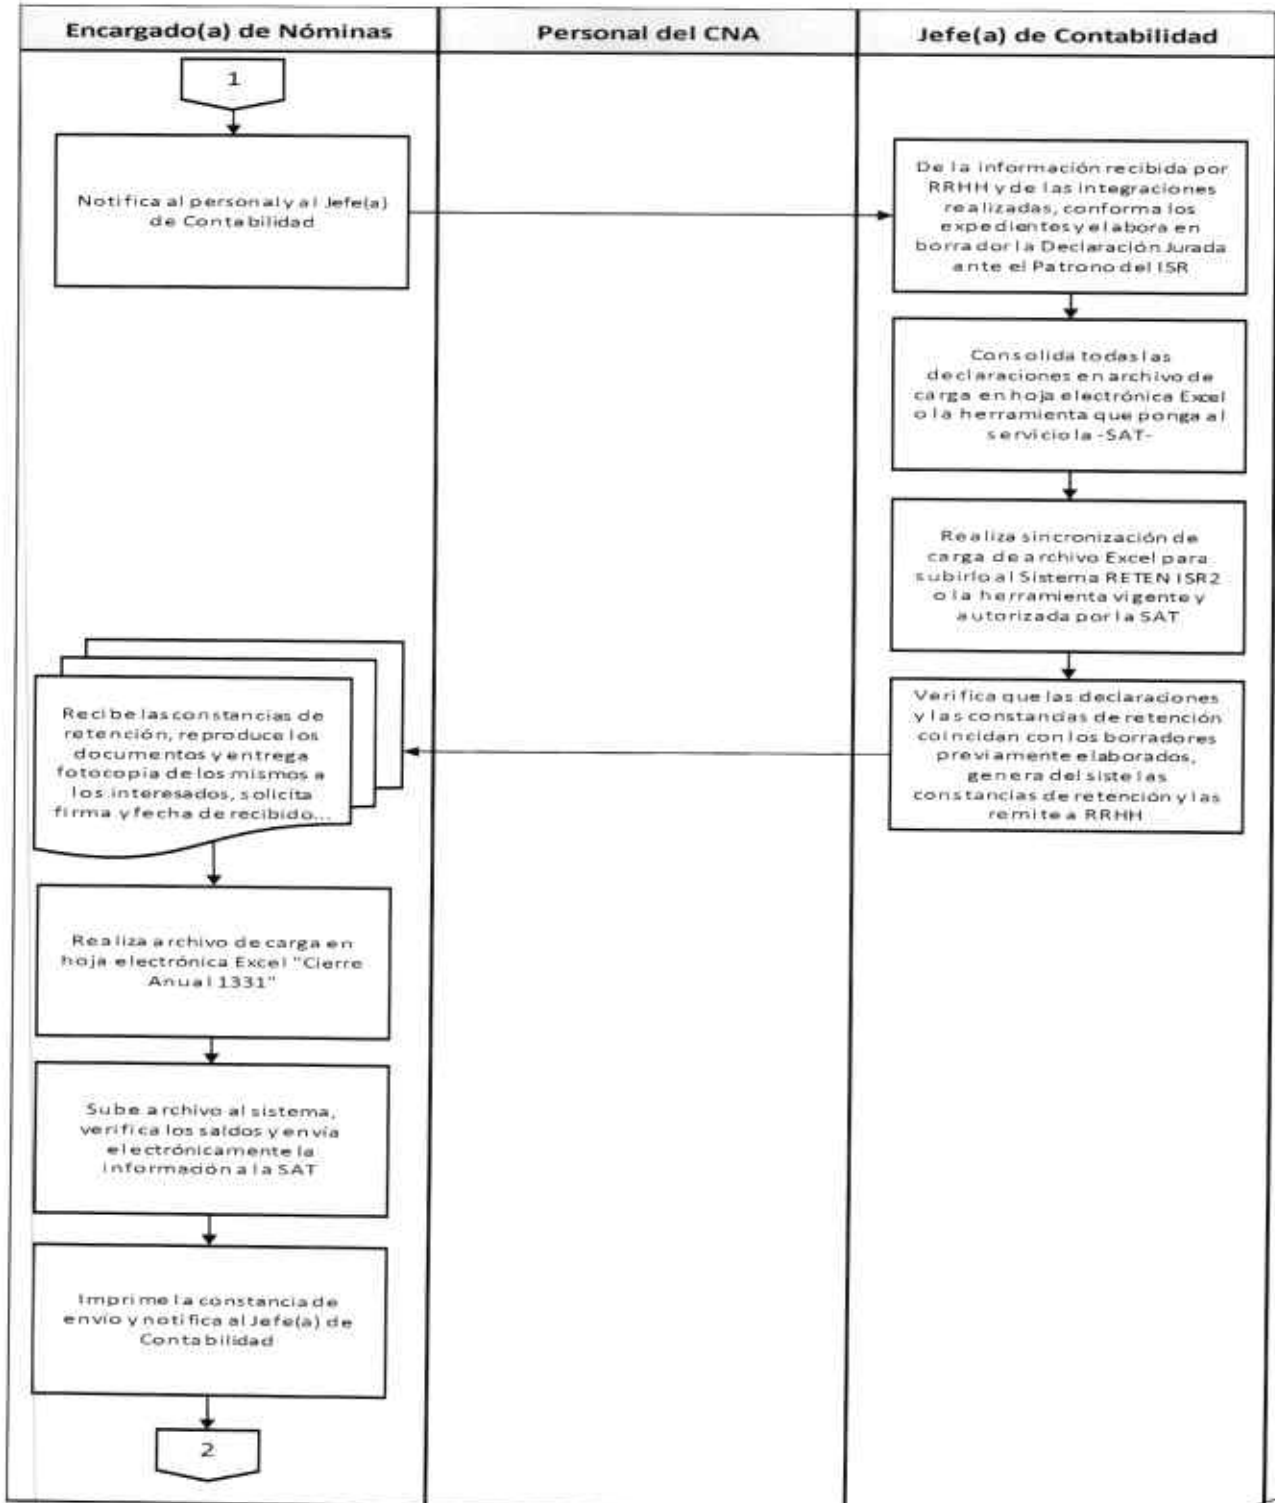 Encargado(a) de Nóminas
Personal del CNA
Jefe(a) de Contabilidad
1
Notifica al personal y al Jefe(a)
de Contabilidad
De la información recibida por
RRHH y de las integraciones
realizadas, conforma los
expedientes y elabora en
borrador la Declaración Jurada
ante el Patrono del ISR
Consolida todas las
declaraciones en archivo de
carga en hoja electrónica Excel
o la herramienta que ponga al
servicio la -SAT-
Realiza sincronización de
carga de archivo Excel para
subirlo al Sistema RETEN ISR2
o la herramienta vigente y
autorizada por la SAT
Verifica que las declaraciones
y las constancias de retención
coincidan con los borradores
previamente elaborados,
genera del siste las
constancias de retención y las
remite a RRHH
Recibe las constancias de
retención, reproduce los
documentos y entrega
fotocopia de los mismos a
los interesados, solicita
firma y fecha de recibido...
Realiza archivo de carga en
hoja electrónica Excel "Cierre
Anual 1331"
Sube archivo al sistema,
verifica los saldos y envía
electrónicamente la
información a la SAT
Imprime la constancia de
envío y notifica al Jefe(a) de
Contabilidad
2